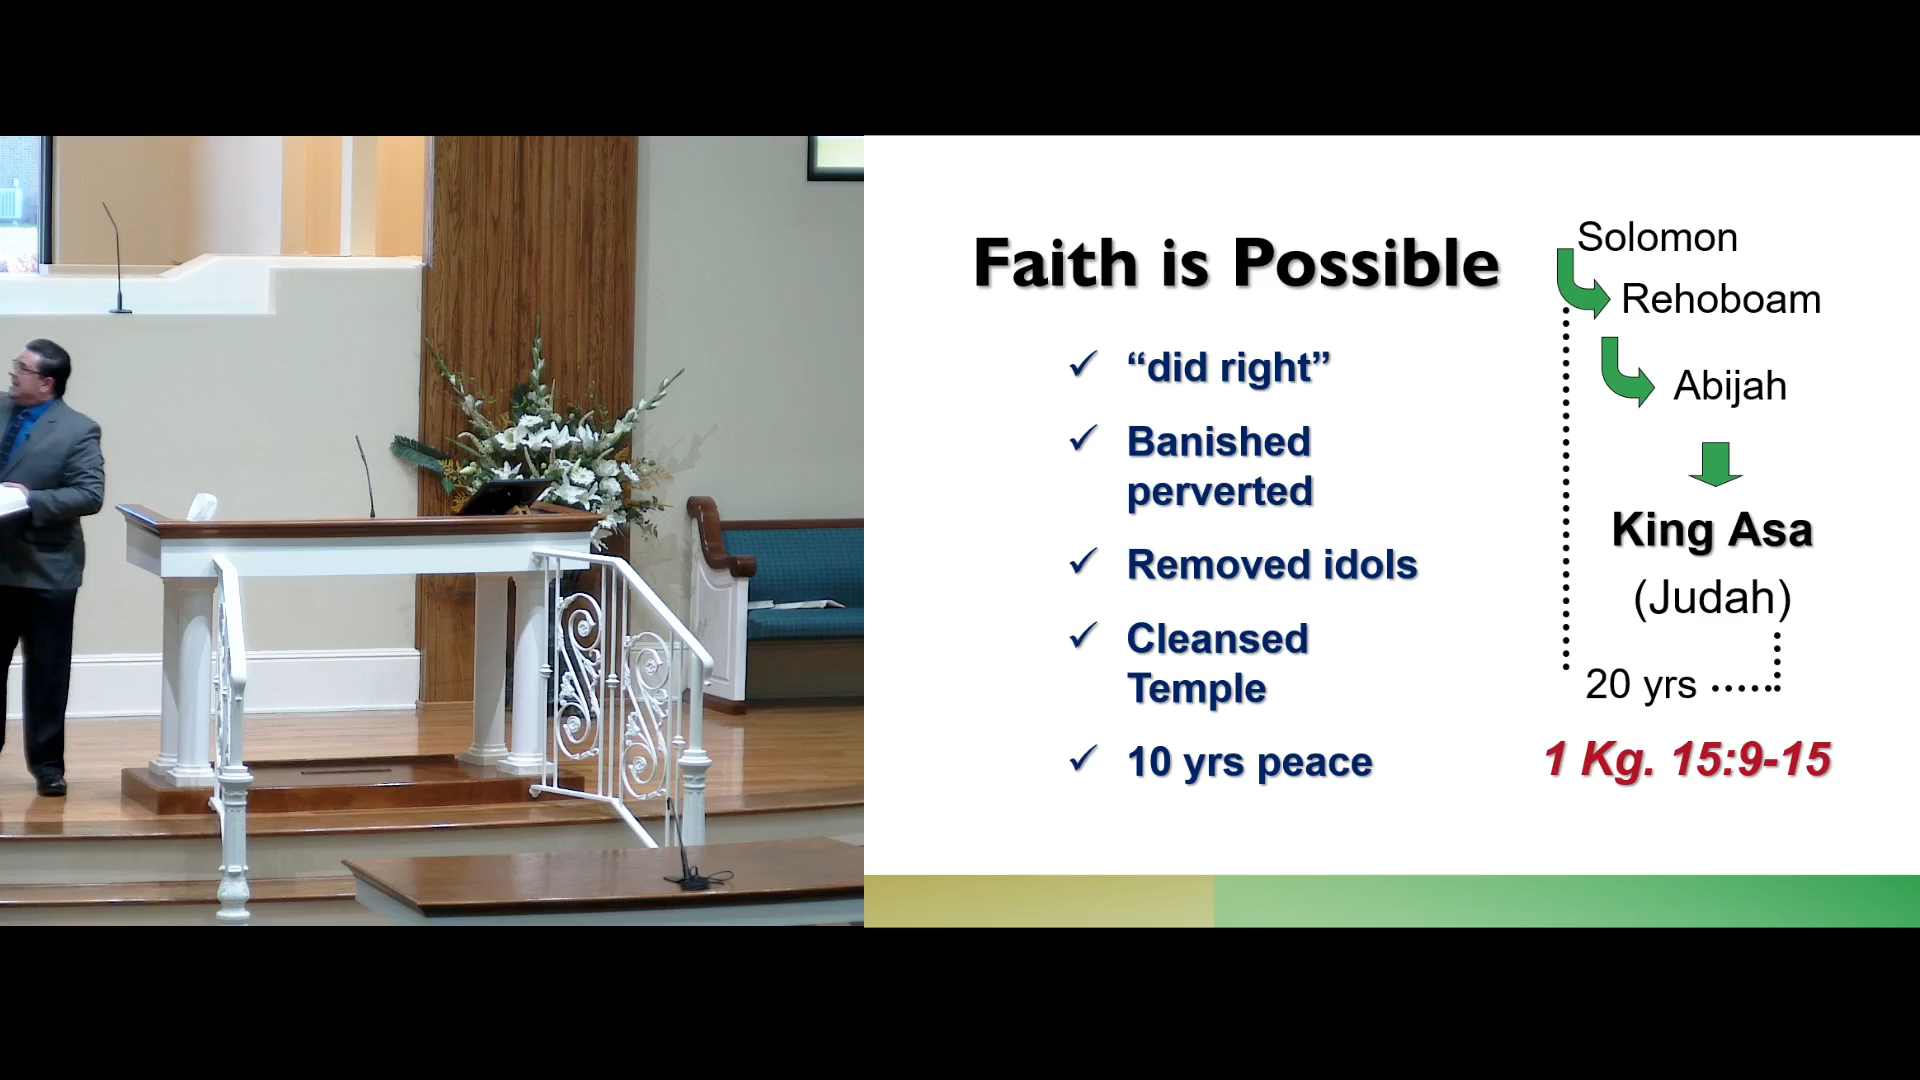 Faith is Possible
“did right”
Banished
perverted
Removed idols
Cleansed
Temple
10 yrs peace
Solomon
Rehoboam
Abijah
King Asa
(Judah)
20 yrs
1 Kg. 15:9-15